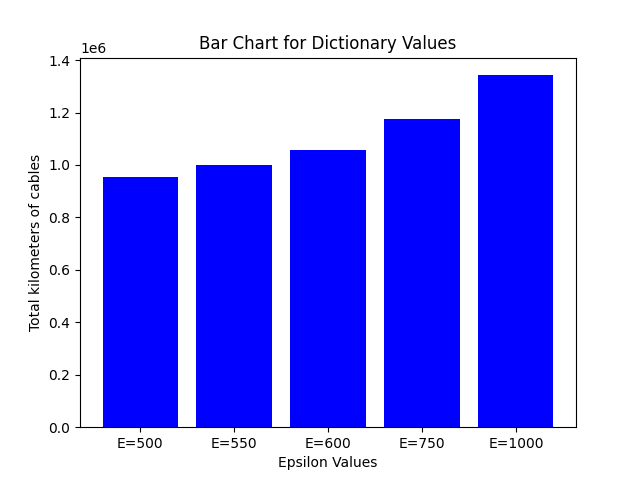 Bar Chart for Dictionary Values
1e6
1.4
1.2
1.0
0.8
0.6
0.4
0.2
0.0
Total kilometers of cables
E=500 E=550 E=600 E=750 E=1000
Epsilon Values